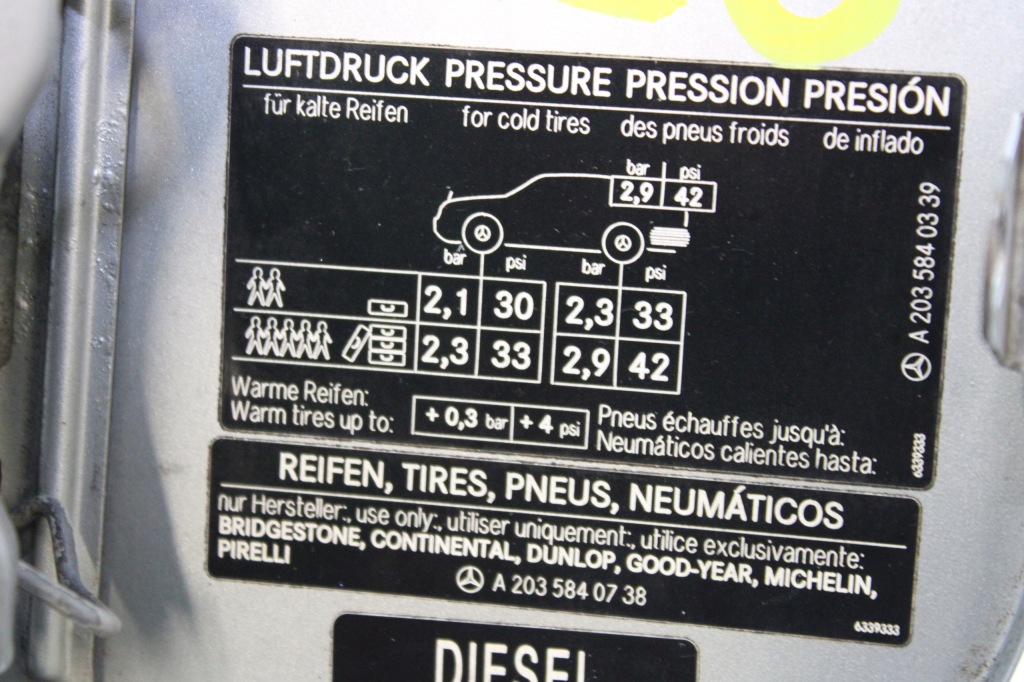 LUFTDRUCK PRESSURE PRESSION PRESIÓN
für kalte Reifen for cold tires des pneus froids de inflado
bar psi
2,9 42
bar psi bar psi
2,1 30 2,3 33
2,3 33 2,9 42
A 203 584 03 39
Warme Reifen:
Warm tires up to:
+ 0,3 bar + 4 psi
Pneus échauffes jusqu'à:
Neumáticos calientes hasta:
6339333
REIFEN, TIRES, PNEUS, NEUMÁTICOS
nur Hersteller:, use only:, utiliser uniquement:, utilice exclusivamente:
BRIDGESTONE, CONTINENTAL, DUNLOP, GOOD-YEAR, MICHELIN,
PIRELLI
A 203 584 07 38
6339333
DIESEL